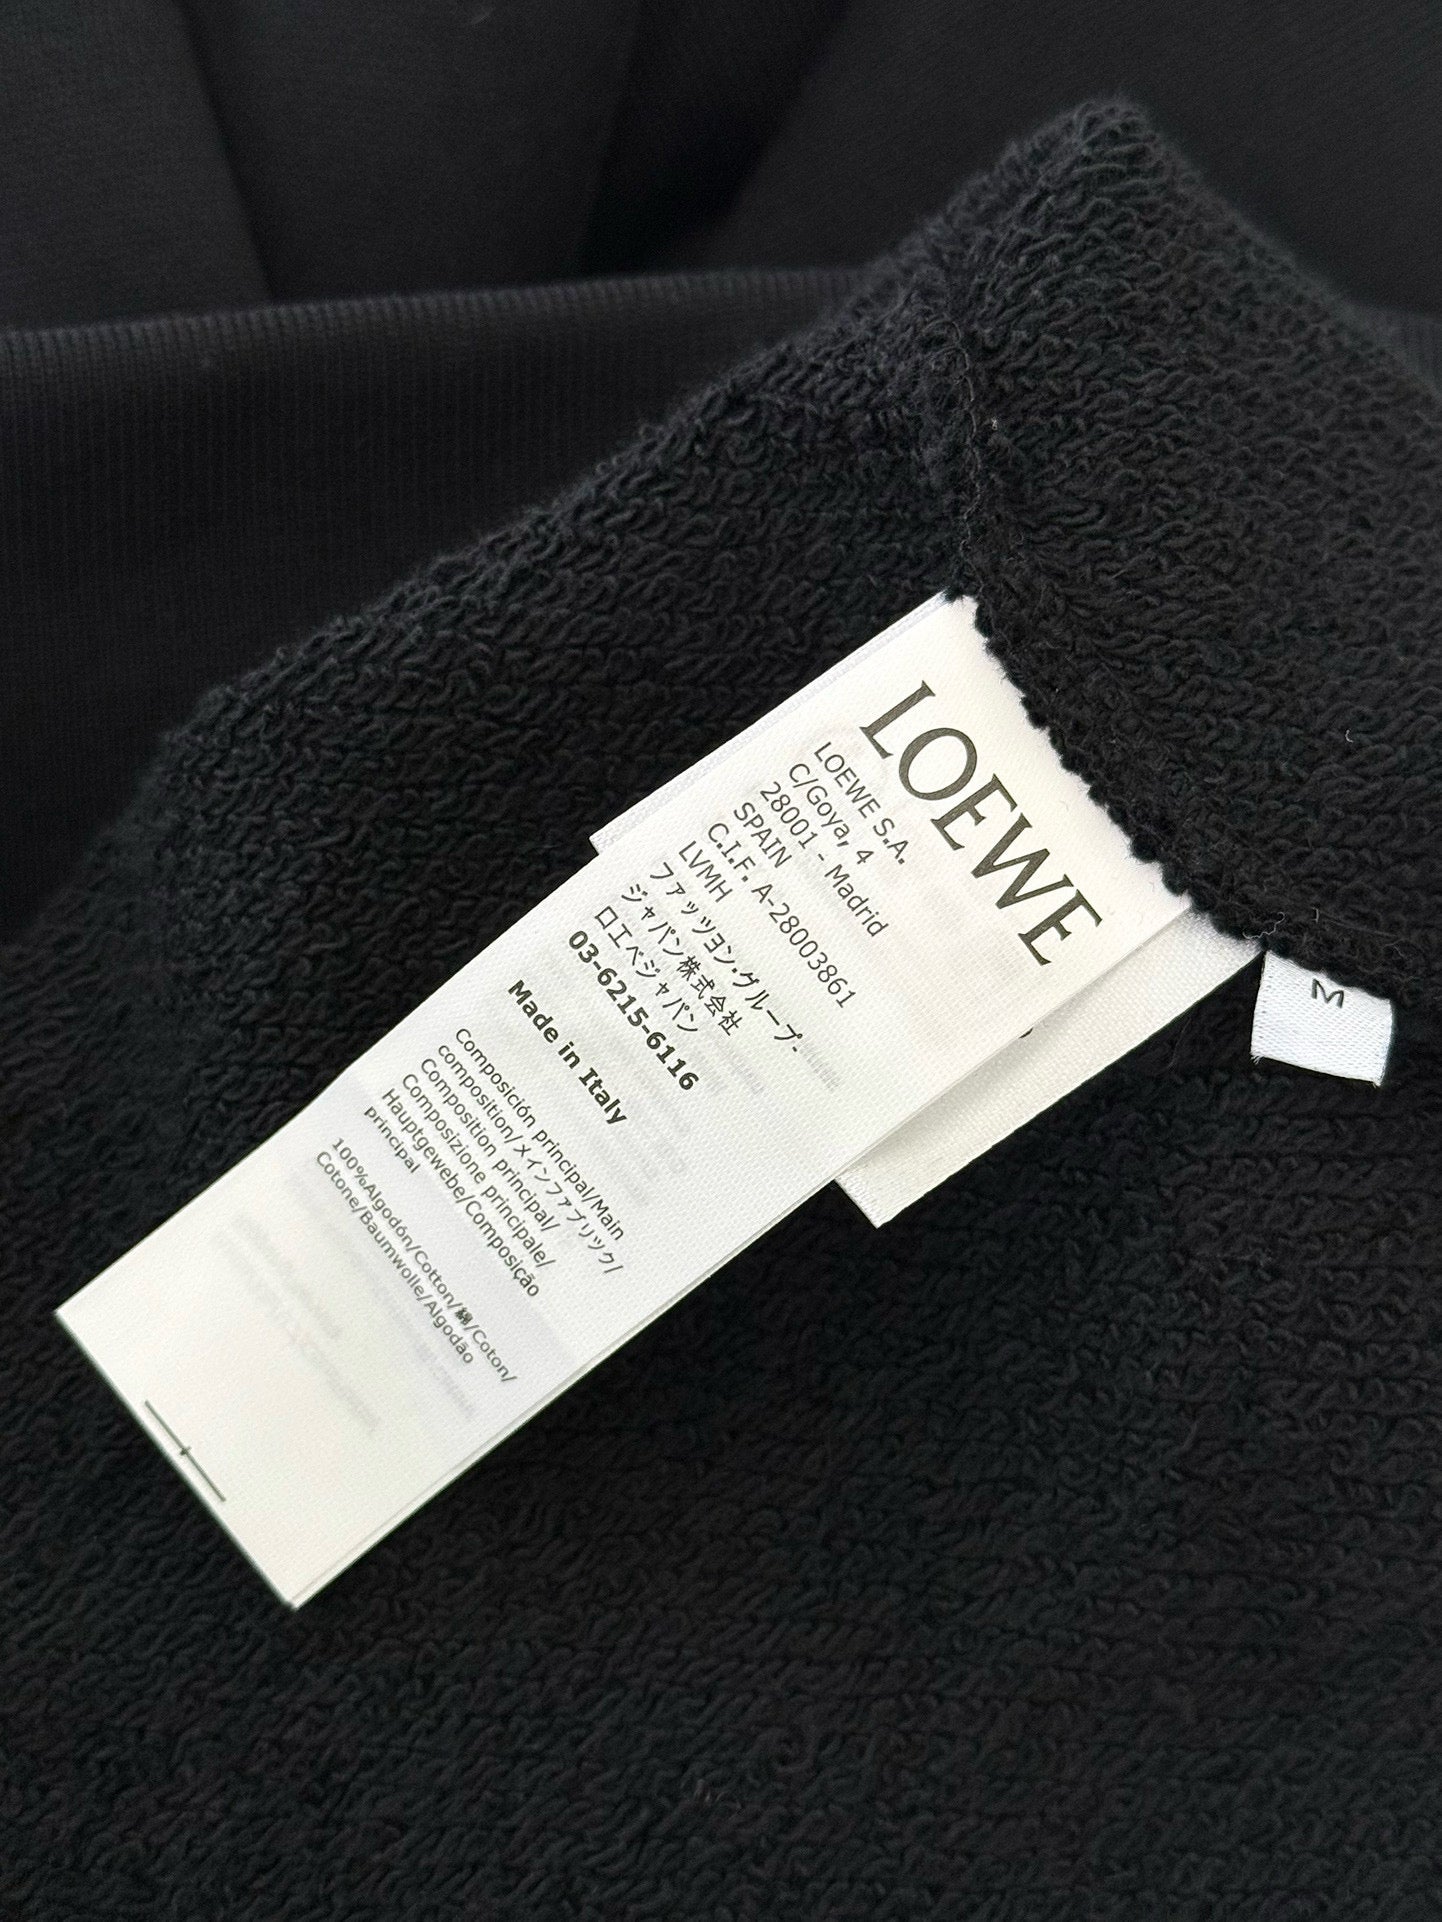 LOEWE
LOEWE S.A.
C/Goya, 4
28001 - Madrid
SPAIN
C.I.F. A-28003861
LVMH
ファッツヨン・グループ-
ジャパン株式会社
ロエベジャパン
03-6215-6116
Made in Italy
Composición principal/Main
composition/メインファブリック/
Composition principal/
Composizione principale/
Hauptgewebe/Composição
principal
100%Algodón/Cotton/綿/Coton/
Cotone/Baumwolle/Algodão
M